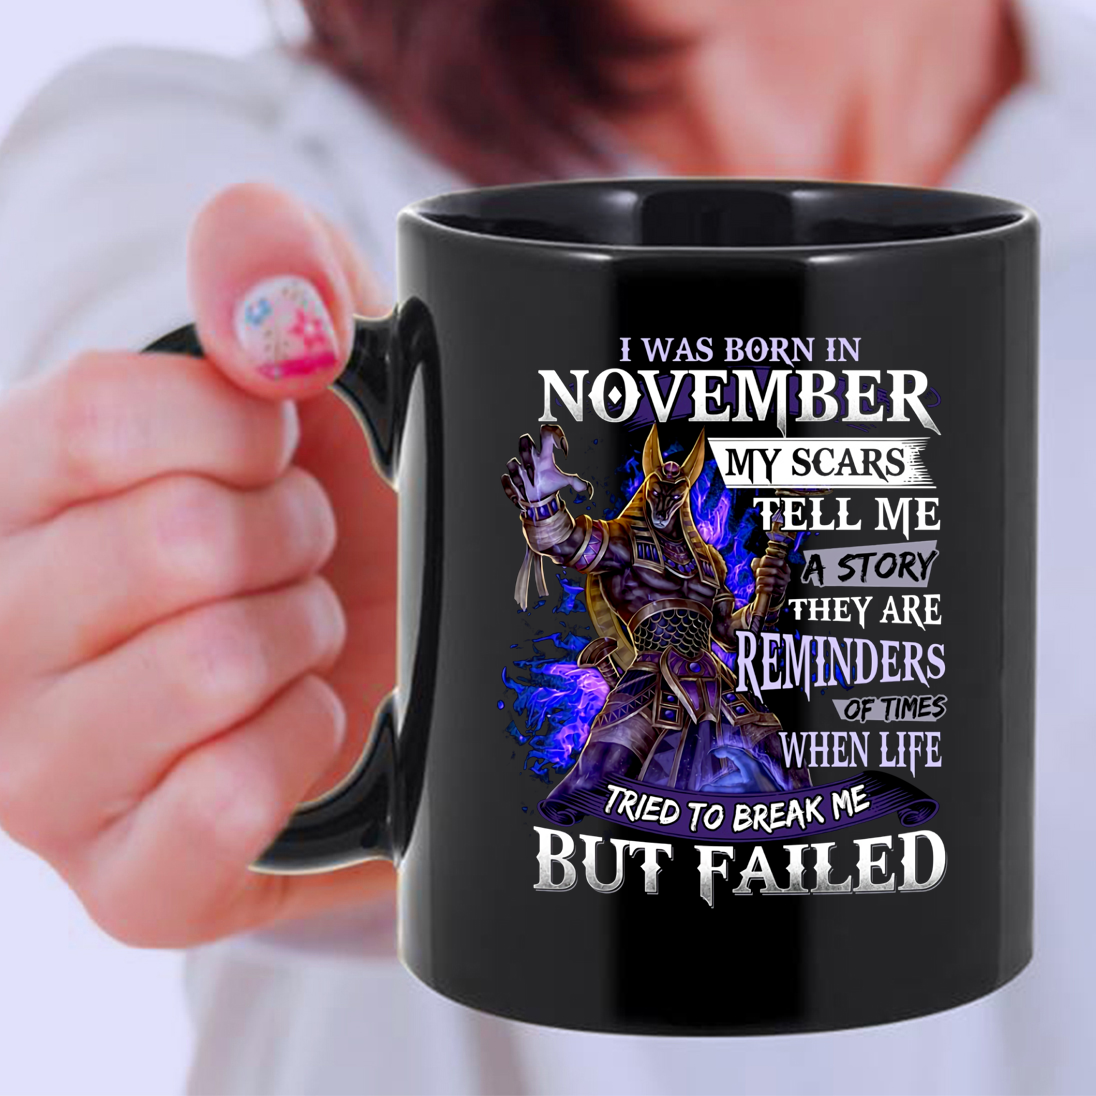 I WAS BORN IN
NOVEMBER
MY SCARS
TELL ME
A STORY
THEY ARE
REMINDERS
OF TIMES
WHEN LIFE
TRIED TO BREAK ME
BUT FAILED